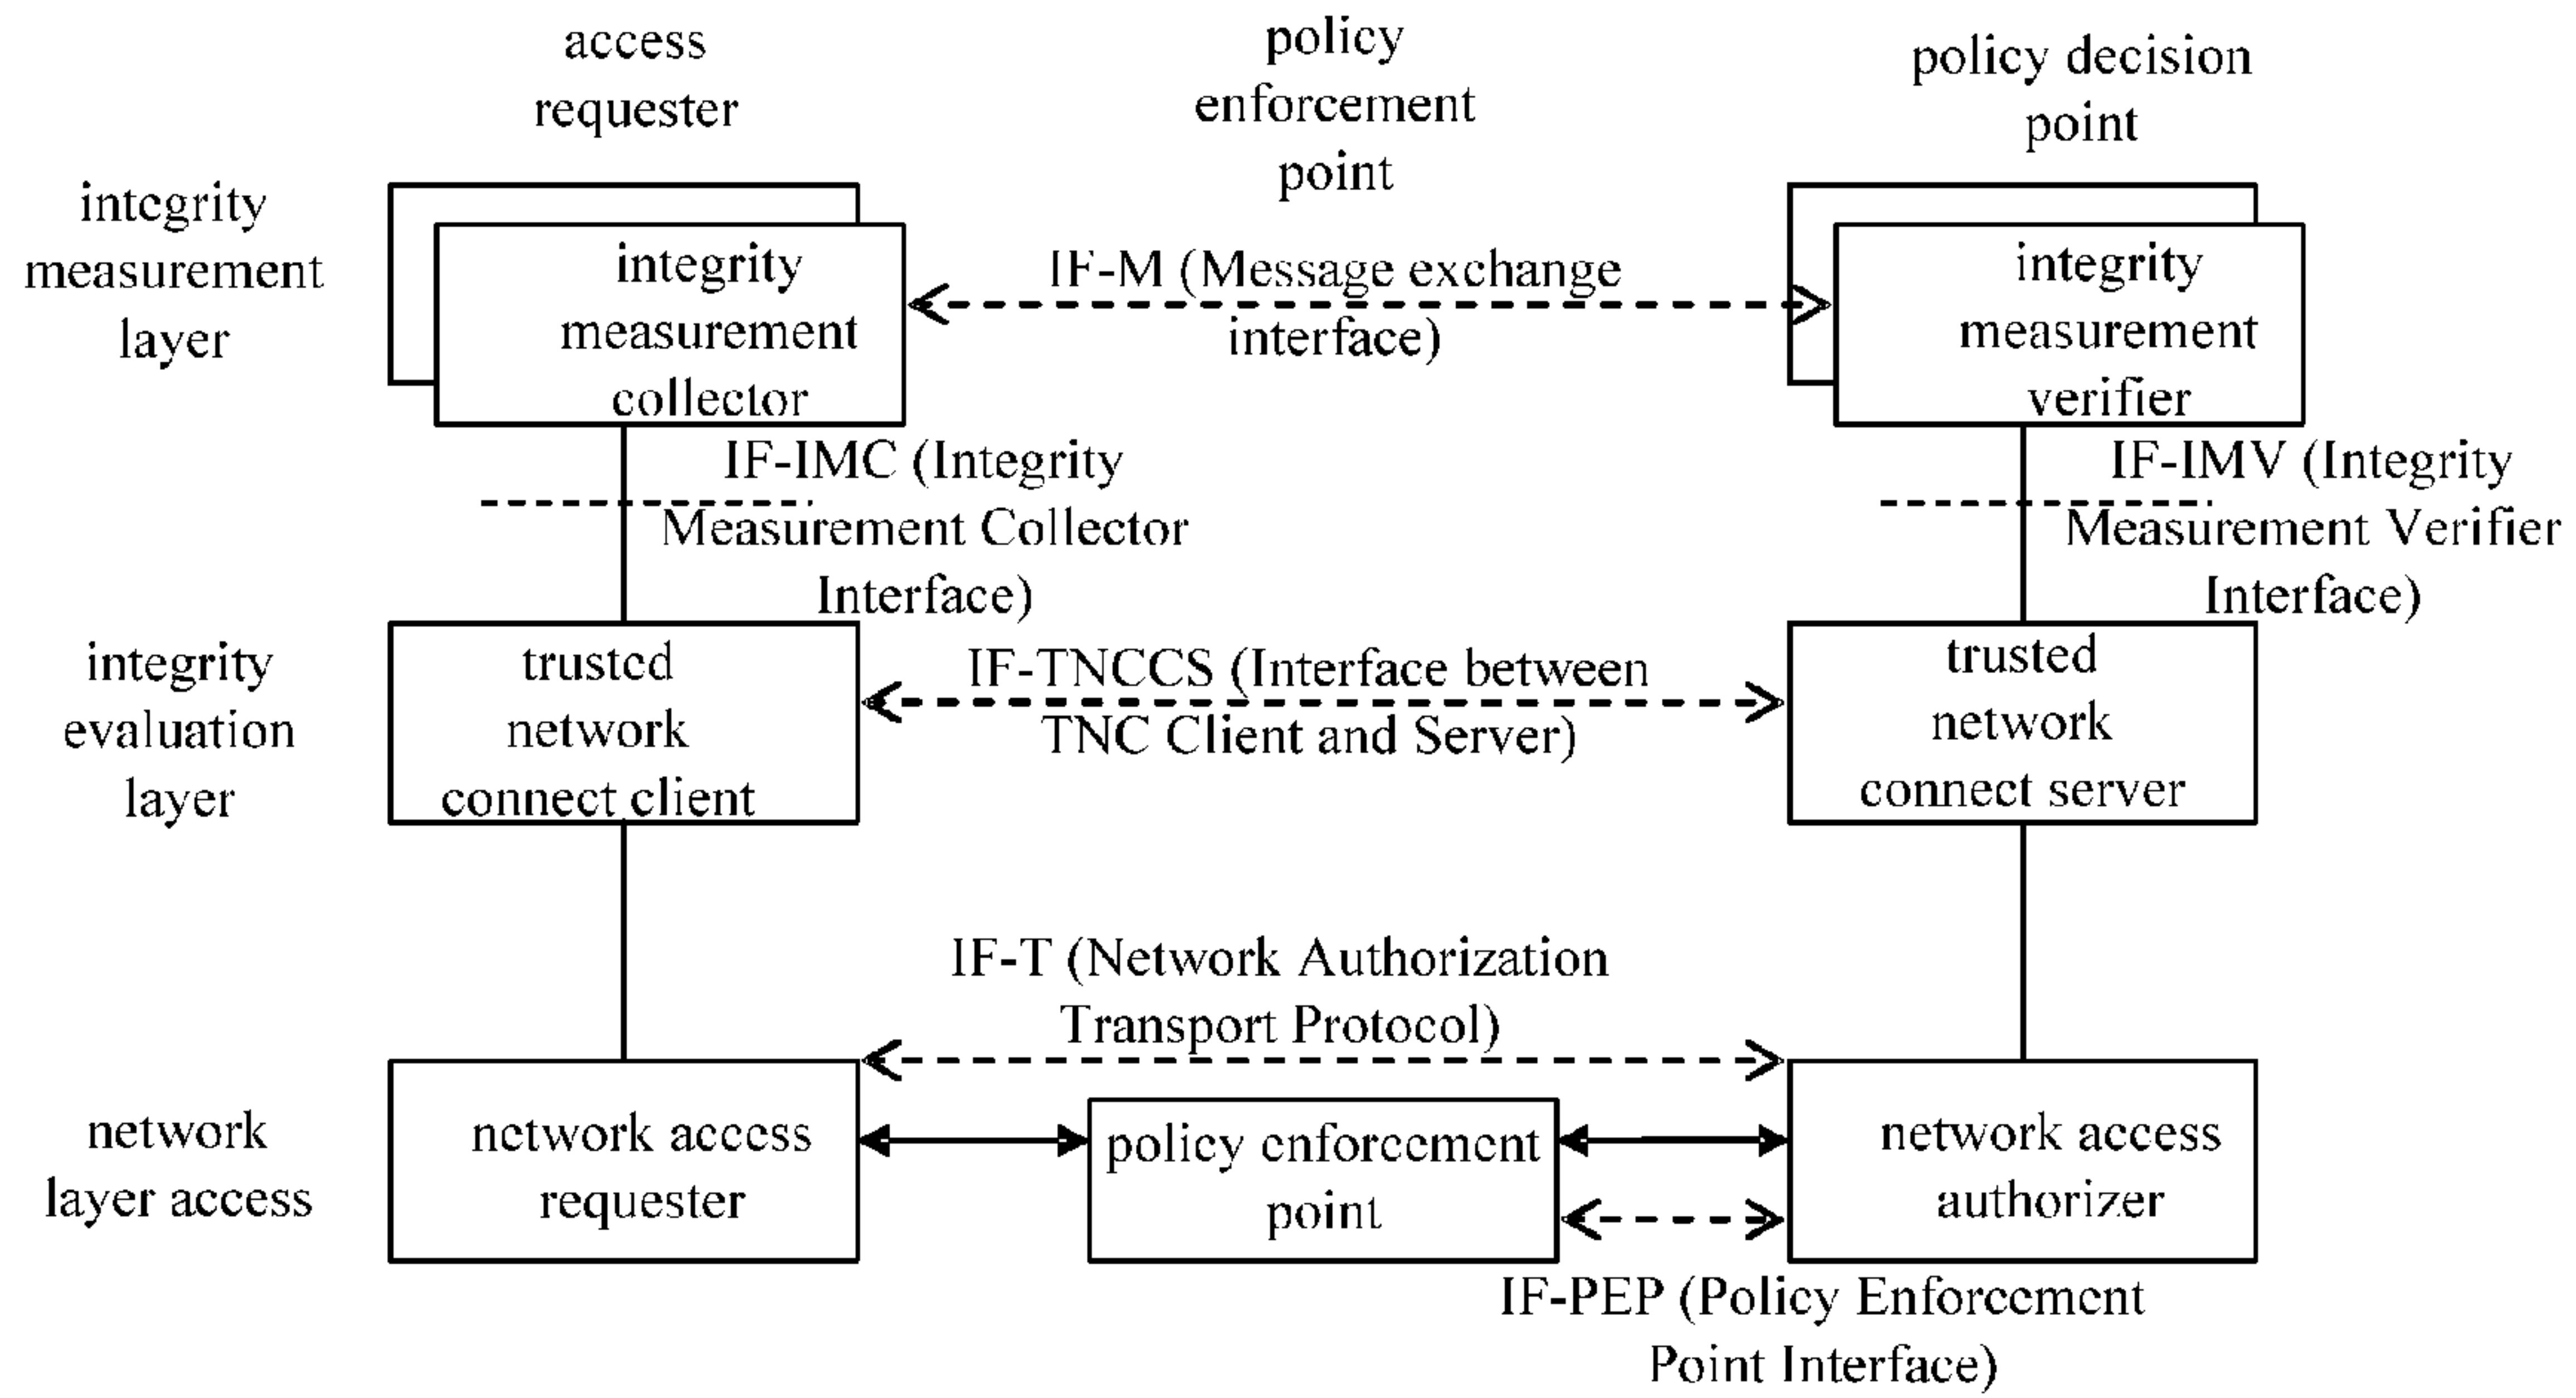 access
requester
policy
enforcement
point
policy decision
point
integrity
measurement
layer
integrity
measurement
collector
IF-M (Message exchange
interface)
integrity
measurement
verifier
IF-IMC (Integrity
Measurement Collector
Interface)
IF-IMV (Integrity
Measurement Verifier
Interface)
integrity
evaluation
layer
trusted
network
connect client
IF-TNCCS (Interface between
TNC Client and Server)
trusted
network
connect server
IF-T (Network Authorization
Transport Protocol)
network
layer access
network access
requester
policy enforcement
point
network access
authorizer
IF-PEP (Policy Enforcement
Point Interface)